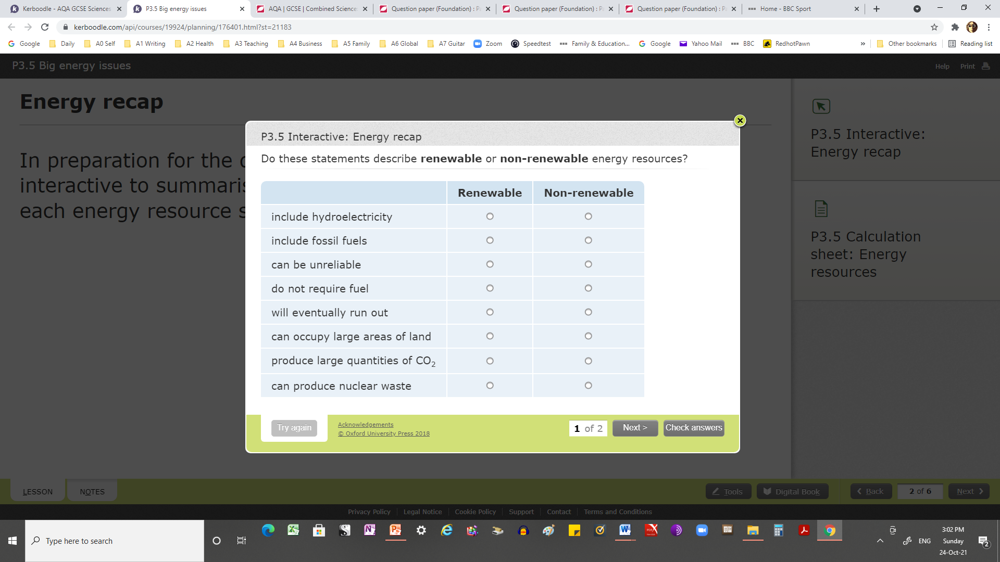 Kerboodle - AQA GCSE Sciences
P3.5 Big energy issues
AQA | GCSE | Combined Science
Question paper (Foundation) : P
Question paper (Foundation) : P
Question paper (Foundation) : P
Home - BBC Sport
kerboodle.com/api/courses/19924/planning/176401.html?st=21183
Google
Daily
A0 Self
A1 Writing
A2 Health
A3 Teaching
A4 Business
A5 Family
A6 Global
A7 Guitar
Zoom
Speedtest
Family & Education...
Google
Yahoo Mail
BBC
RedhotPawn
»
Other bookmarks
Reading list
P3.5 Big energy issues
Help
Print
Energy recap
In preparation for the
interactive to summaris
each energy resource s
P3.5 Interactive:
Energy recap
P3.5 Calculation
sheet: Energy
resources
P3.5 Interactive: Energy recap
Do these statements describe renewable or non-renewable energy resources?
Renewable Non-renewable
include hydroelectricity
include fossil fuels
can be unreliable
do not require fuel
will eventually run out
can occupy large areas of land
produce large quantities of CO₂
can produce nuclear waste
Try again
Acknowledgements
© Oxford University Press 2018
1 of 2
Next >
Check answers
LESSON
NOTES
Tools
Digital Book
Back
2 of 6
Next
Privacy Policy
Legal Notice
Cookie Policy
Support
Contact
Terms and Conditions
Type here to search
ENG
3:02 PM
Sunday
24-Oct-21
2